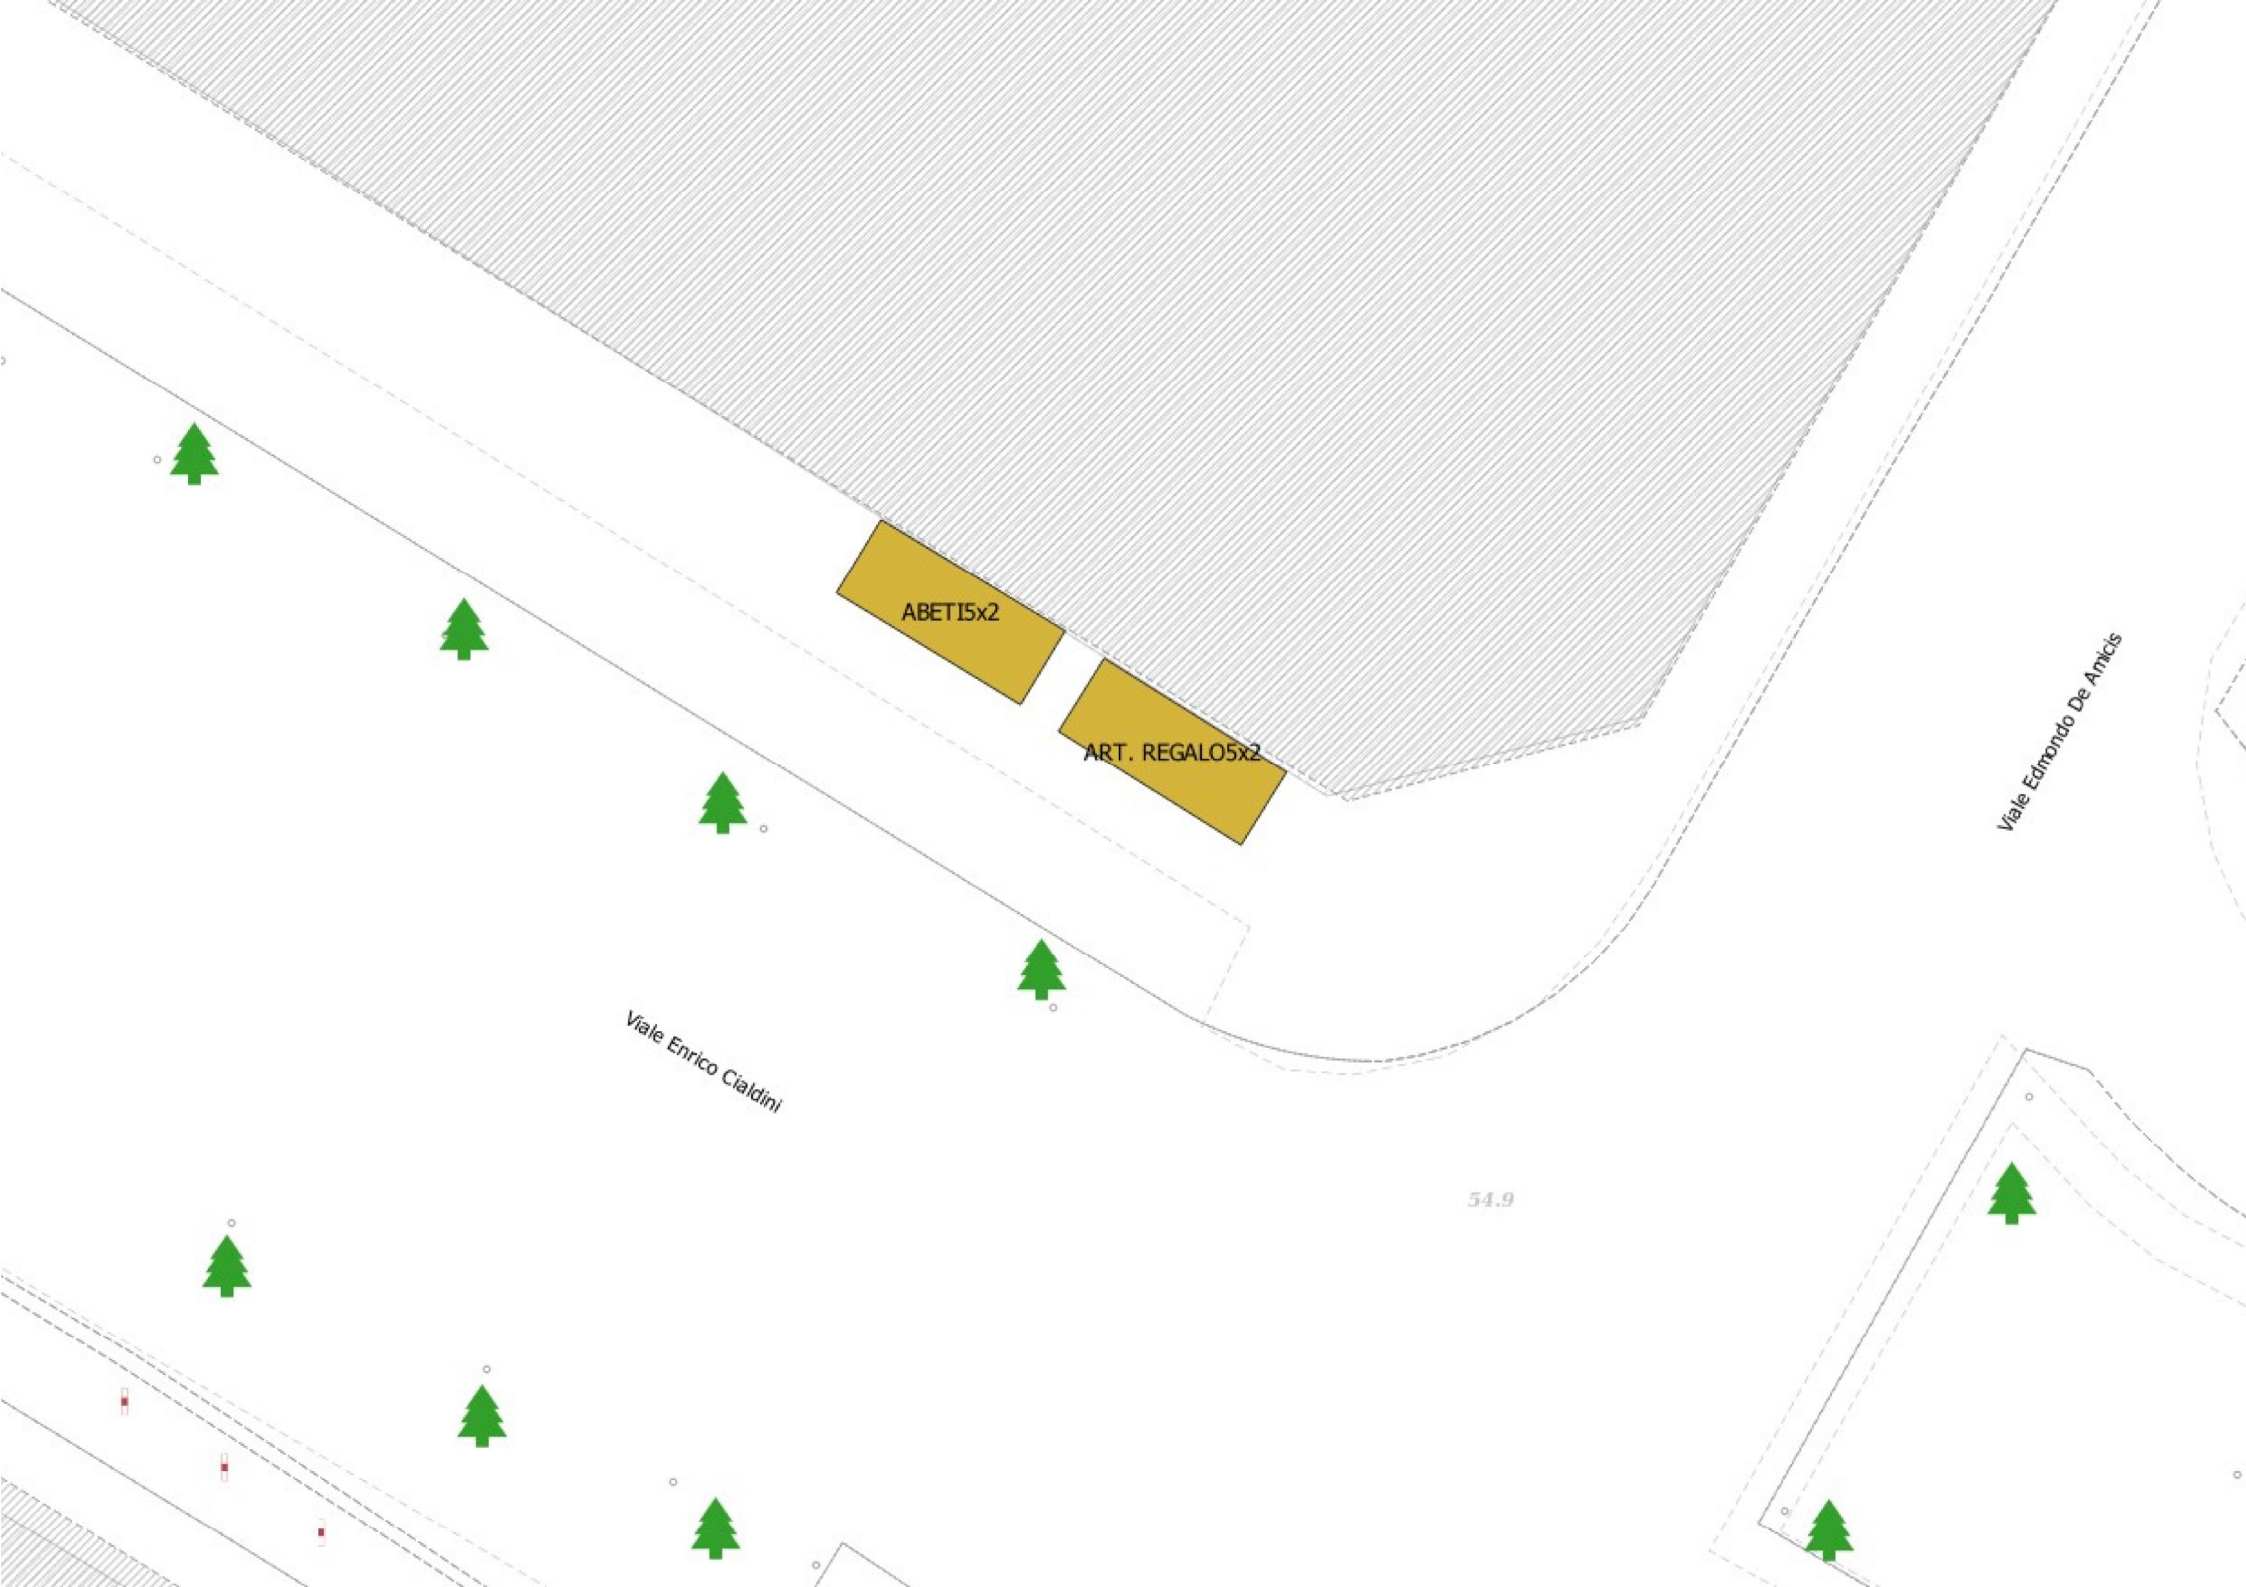 ABETI5x2
ART. REGALO5x2
Viale Edmondo De Amicis
Viale Enrico Cialdini
54.9